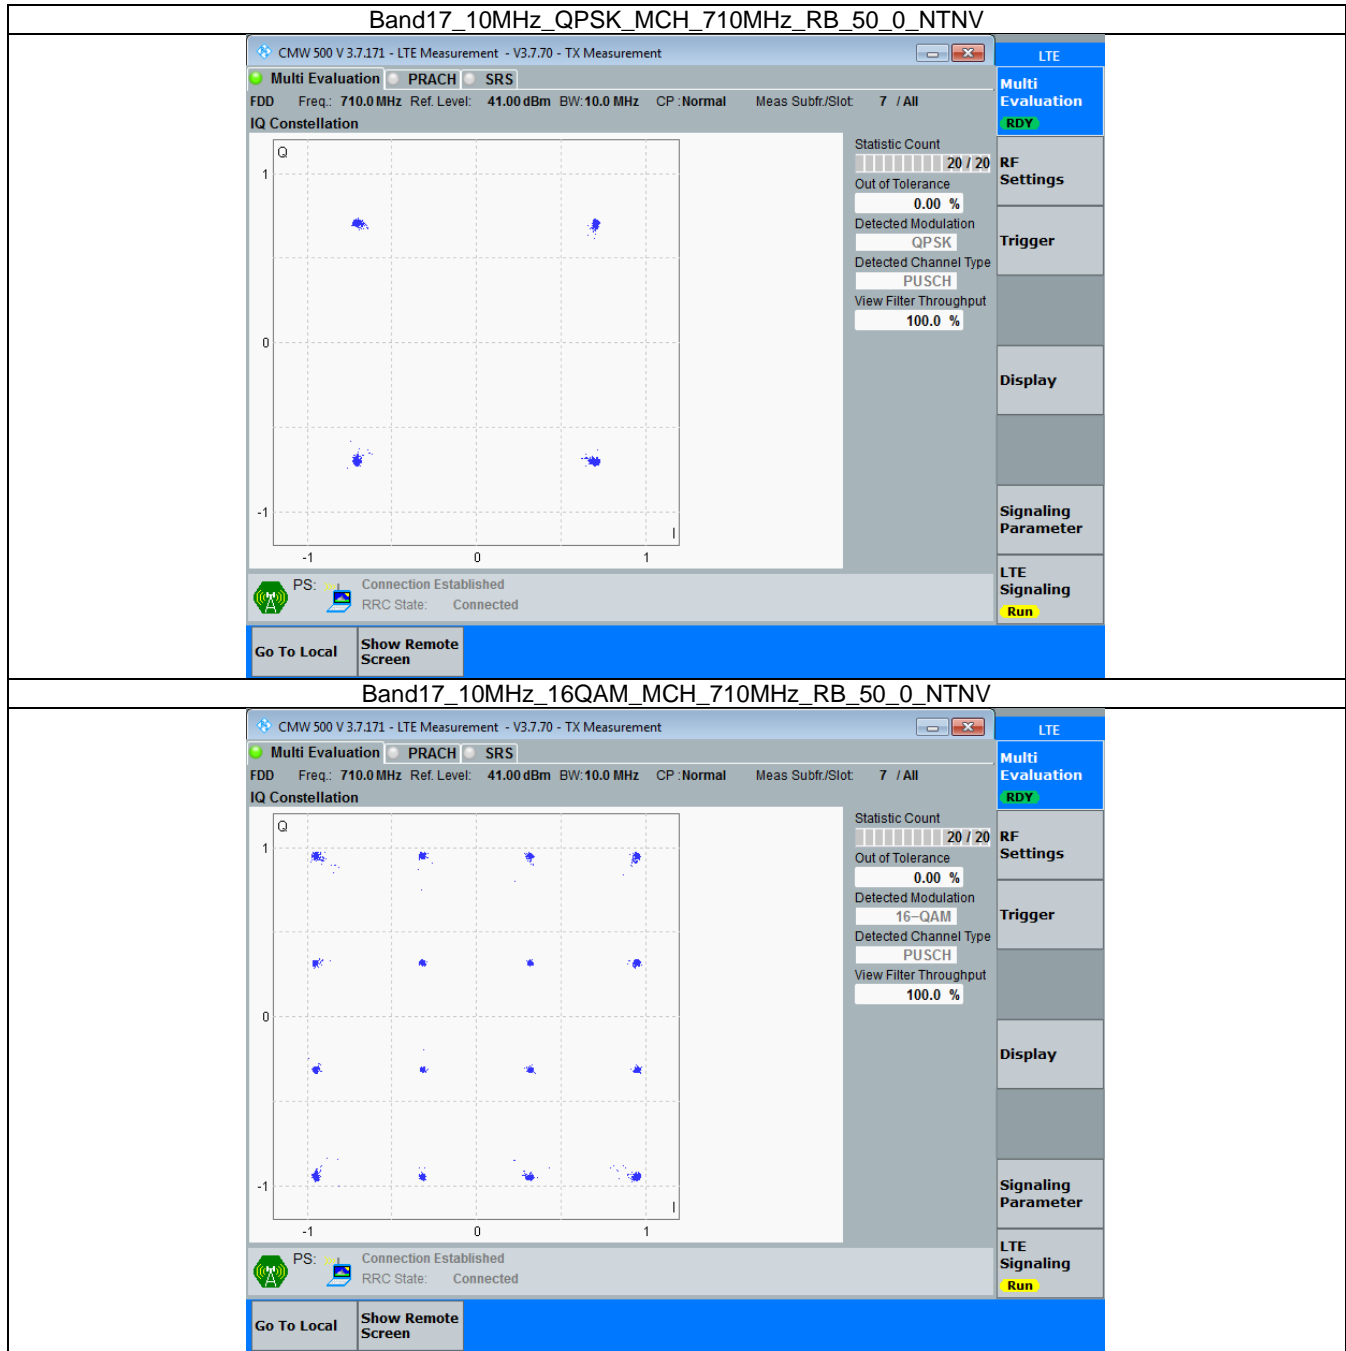 Band17_10MHz_QPSK_MCH_710MHz_RB_50_0_NTNV
CMW 500 V 3.7.171 - LTE Measurement - V3.7.70 - TX Measurement
LTE
Multi Evaluation PRACH SRS
Multi
Evaluation
RDY
FDD Freq.: 710.0 MHz Ref. Level: 41.00 dBm BW: 10.0 MHz CP : Normal Meas Subfr./Slot: 7 / All
IQ Constellation
Q
1
0
-1
I
-1 0 1
Statistic Count
20 / 20
Out of Tolerance
0.00 %
Detected Modulation
QPSK
Detected Channel Type
PUSCH
View Filter Throughput
100.0 %
RF
Settings
Trigger
Display
Signaling
Parameter
LTE
Signaling
Run
PS: Connection Established
RRC State: Connected
Go To Local
Show Remote
Screen
Band17_10MHz_16QAM_MCH_710MHz_RB_50_0_NTNV
CMW 500 V 3.7.171 - LTE Measurement - V3.7.70 - TX Measurement
LTE
Multi Evaluation PRACH SRS
Multi
Evaluation
RDY
FDD Freq.: 710.0 MHz Ref. Level: 41.00 dBm BW: 10.0 MHz CP : Normal Meas Subfr./Slot: 7 / All
IQ Constellation
Q
1
0
-1
I
-1 0 1
Statistic Count
20 / 20
Out of Tolerance
0.00 %
Detected Modulation
16-QAM
Detected Channel Type
PUSCH
View Filter Throughput
100.0 %
RF
Settings
Trigger
Display
Signaling
Parameter
LTE
Signaling
Run
PS: Connection Established
RRC State: Connected
Go To Local
Show Remote
Screen